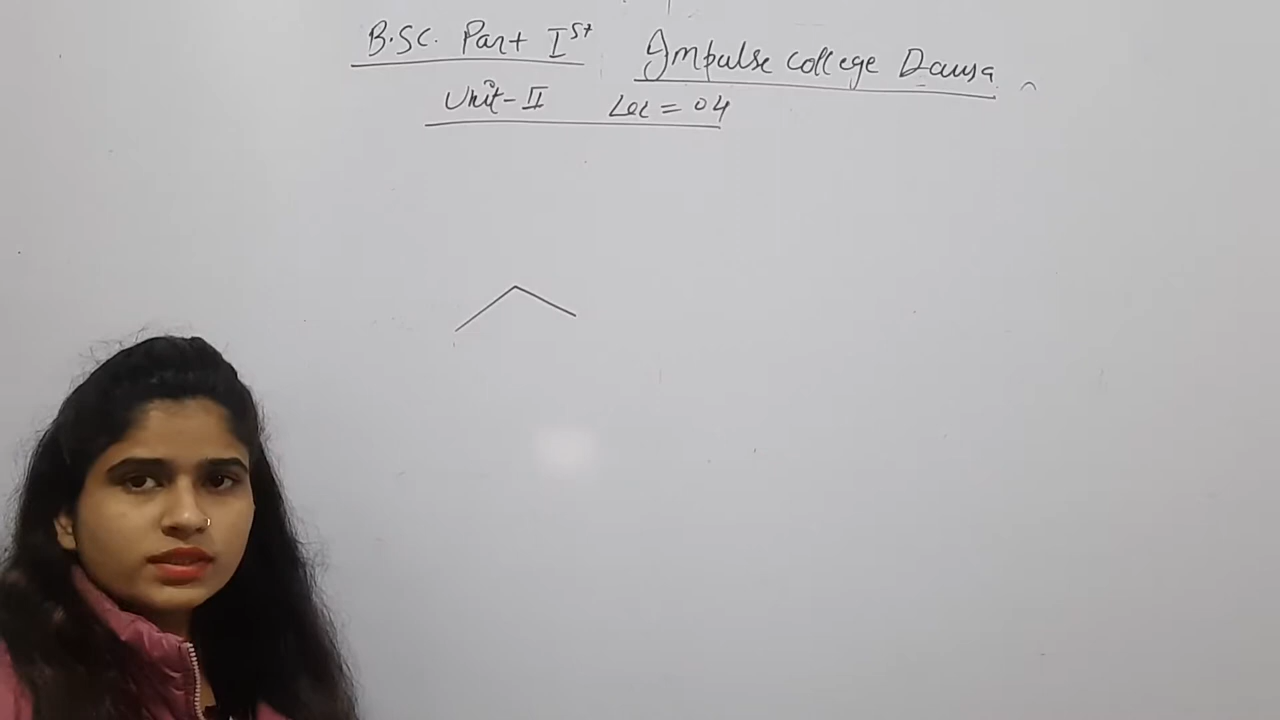 B.SC. Part Ist Impulse college Dausa
Unit-II Lec = 04